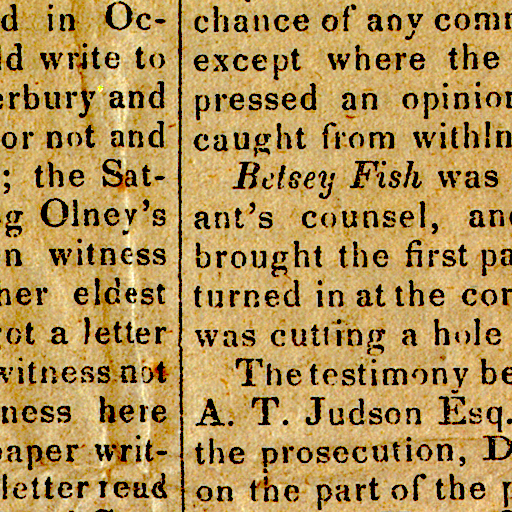 d in Oc-
ld write to
erbury and
or not and
; the Sat-
g Olney's
n witness
her eldest
rot a letter
witness not
ness here
paper writ-
letter read
chance of any comm
except where the
pressed an opinion
caught from within
Betsey Fish was
ant's counsel, and
brought the first pa
turned in at the cor
was cutting a hole
The testimony be
A. T. Judson Esq.
the prosecution, D
on the part of the p